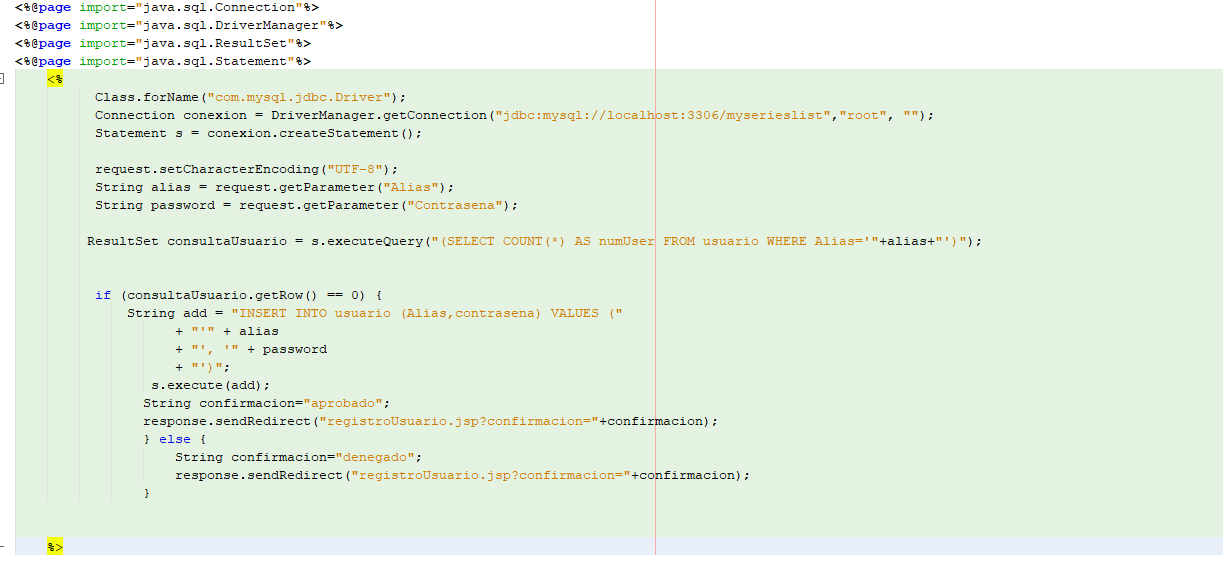 <%@page import="java.sql.Connection"%>
<%@page import="java.sql.DriverManager"%>
<%@page import="java.sql.ResultSet"%>
<%@page import="java.sql.Statement"%>
<%
Class.forName("com.mysql.jdbc.Driver");
Connection conexion = DriverManager.getConnection("jdbc:mysql://localhost:3306/myserieslist","root", "");
Statement s = conexion.createStatement();
request.setCharacterEncoding("UTF-8");
String alias = request.getParameter("Alias");
String password = request.getParameter("Contrasena");
ResultSet consultaUsuario = s.executeQuery("(SELECT COUNT(*) AS numUser FROM usuario WHERE Alias='"+alias+"')");
if (consultaUsuario.getRow() == 0) {
String add = "INSERT INTO usuario (Alias,contrasena) VALUES ("
+ "'" + alias
+ "', '" + password
+ "')";
s.execute(add);
String confirmacion="aprobado";
response.sendRedirect("registroUsuario.jsp?confirmacion="+confirmacion);
} else {
String confirmacion="denegado";
response.sendRedirect("registroUsuario.jsp?confirmacion="+confirmacion);
}
%>